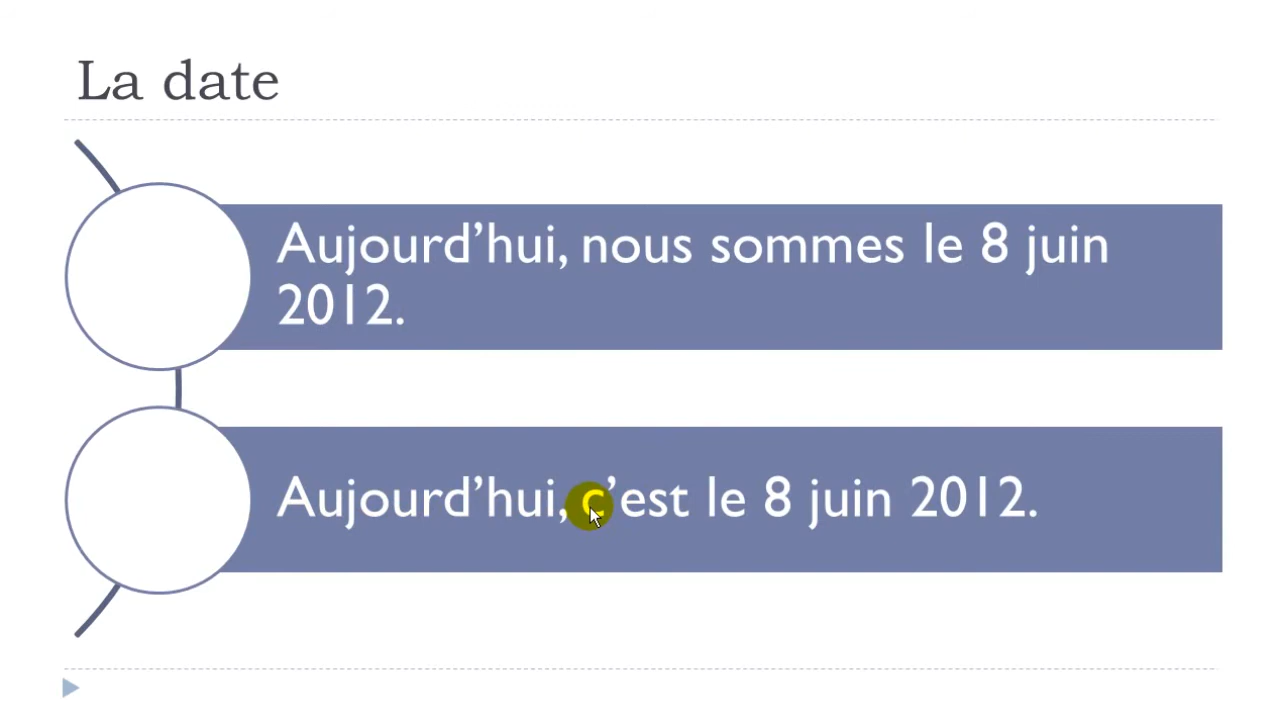 La date
Aujourd’hui, nous sommes le 8 juin
2012.
Aujourd’hui, c’est le 8 juin 2012.